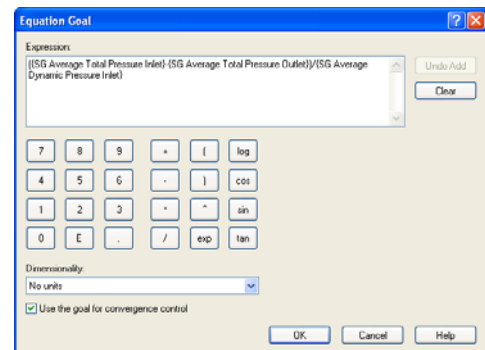 Equation Goal
Expression:
({SG Average Total Pressure Inlet}-{SG Average Total Pressure Outlet})/{SG Average
Dynamic Pressure Inlet}
Undo Add
Clear
7 8 9 + ( log
4 5 6 - ) cos
1 2 3 * ^ sin
0 E . / exp tan
Dimensionality:
No units
Use the goal for convergence control
OK Cancel Help